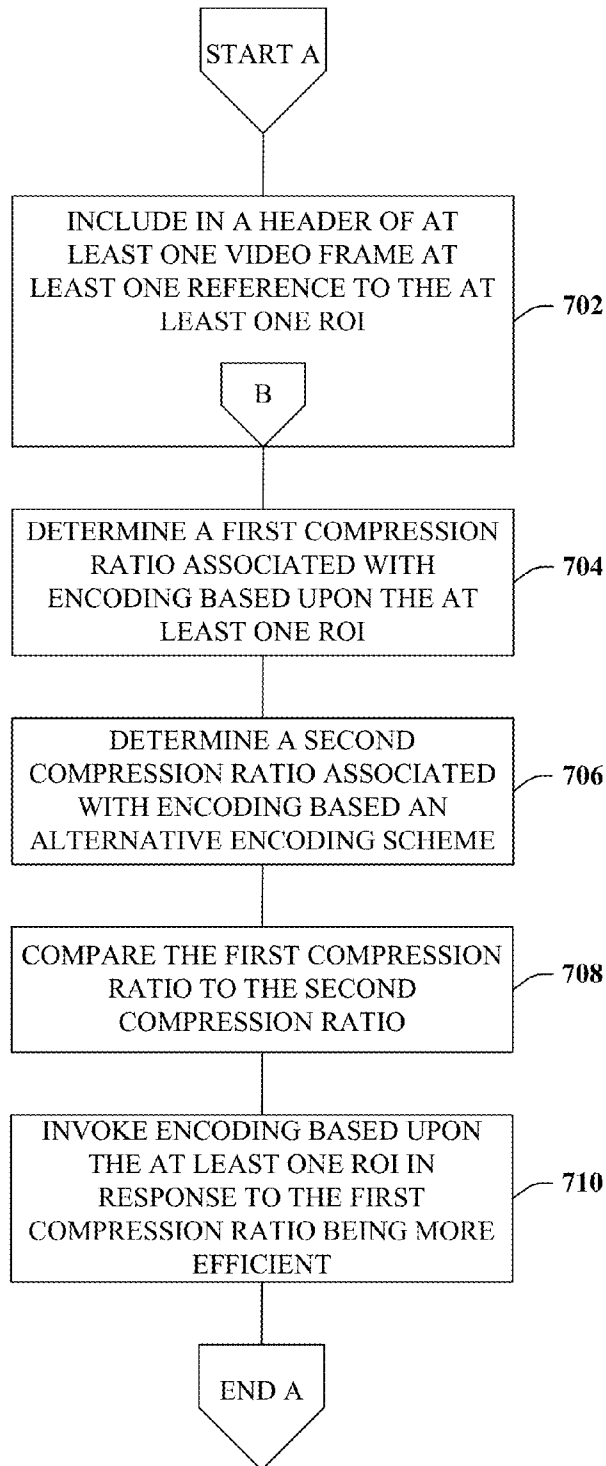 START A
INCLUDE IN A HEADER OF AT
LEAST ONE VIDEO FRAME AT
LEAST ONE REFERENCE TO THE AT
LEAST ONE ROI
702
B
DETERMINE A FIRST COMPRESSION
RATIO ASSOCIATED WITH
ENCODING BASED UPON THE AT
LEAST ONE ROI
704
DETERMINE A SECOND
COMPRESSION RATIO ASSOCIATED
WITH ENCODING BASED AN
ALTERNATIVE ENCODING SCHEME
706
COMPARE THE FIRST COMPRESSION
RATIO TO THE SECOND
COMPRESSION RATIO
708
INVOKE ENCODING BASED UPON
THE AT LEAST ONE ROI IN
RESPONSE TO THE FIRST
COMPRESSION RATIO BEING MORE
EFFICIENT
710
END A